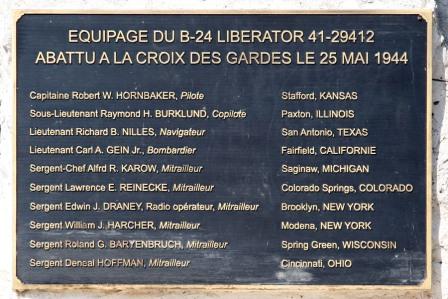 EQUIPAGE DU B-24 LIBERATOR 41-29412
ABATTU A LA CROIX DES GARDES LE 25 MAI 1944
Capitaine Robert W. HORNBAKER, Pilote Stafford, KANSAS
Sous-Lieutenant Raymond H. BURKLUND, Copilote Paxton, ILLINOIS
Lieutenant Richard B. NILLES, Navigateur San Antonio, TEXAS
Lieutenant Carl A. GEIN Jr., Bombardier Fairfield, CALIFORNIE
Sergent-Chef Alfrd R. KAROW, Mitrailleur Saginaw, MICHIGAN
Sergent Lawrence E. REINECKE, Mitrailleur Colorado Springs, COLORADO
Sergent Edwin J. DRANEY, Radio opérateur, Mitrailleur Brooklyn, NEW YORK
Sergent William J. HARCHER, Mitrailleur Modena, NEW YORK
Sergent Roland G. BARYENBRUCH, Mitrailleur Spring Green, WISCONSIN
Sergent Dencal HOFFMAN, Mitrailleur Cincinnati, OHIO